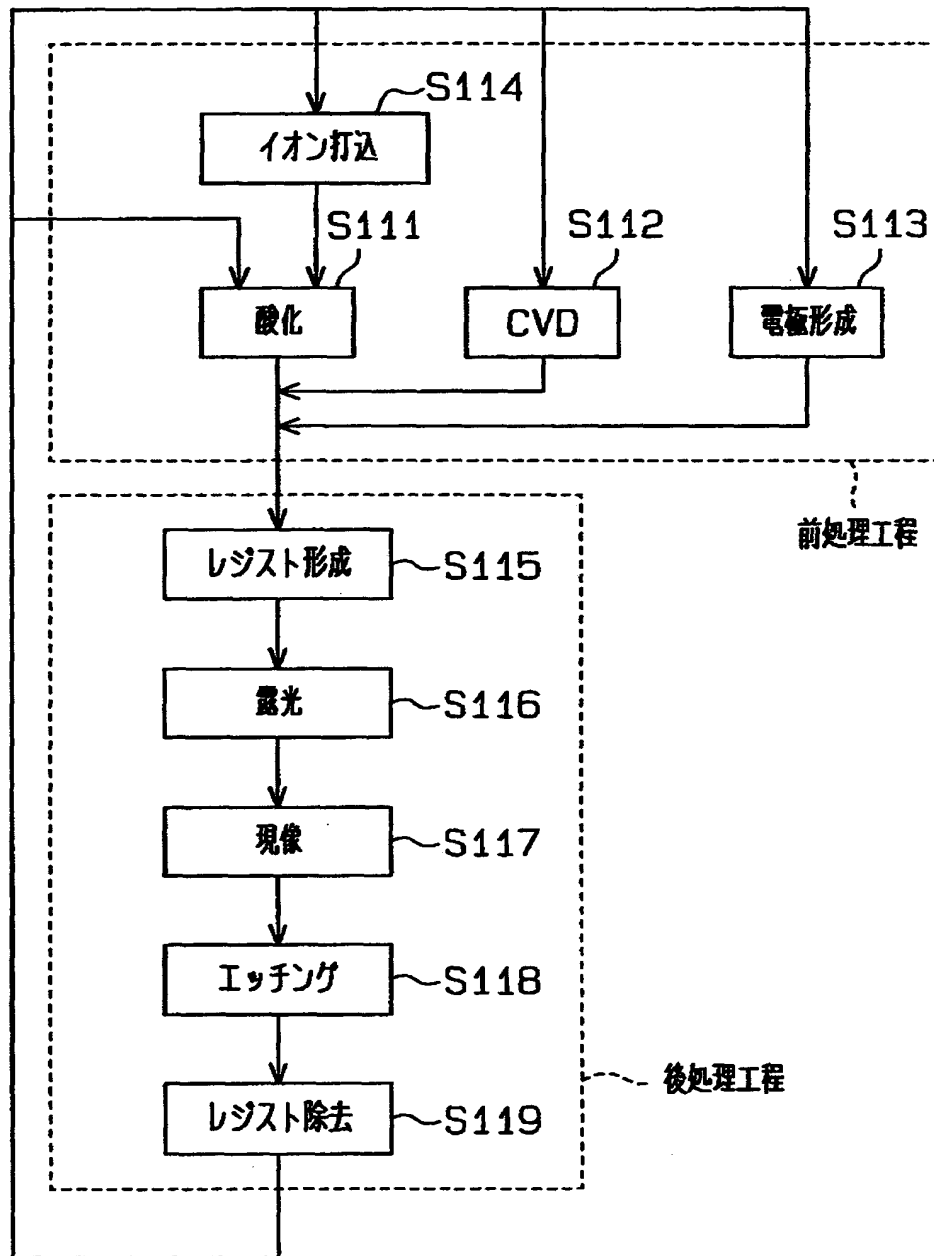 S114
イオン打込
S111
S112
S113
酸化
CVD
電極形成
前処理工程
レジスト形成
S115
露光
S116
現像
S117
エッチング
S118
後処理工程
レジスト除去
S119